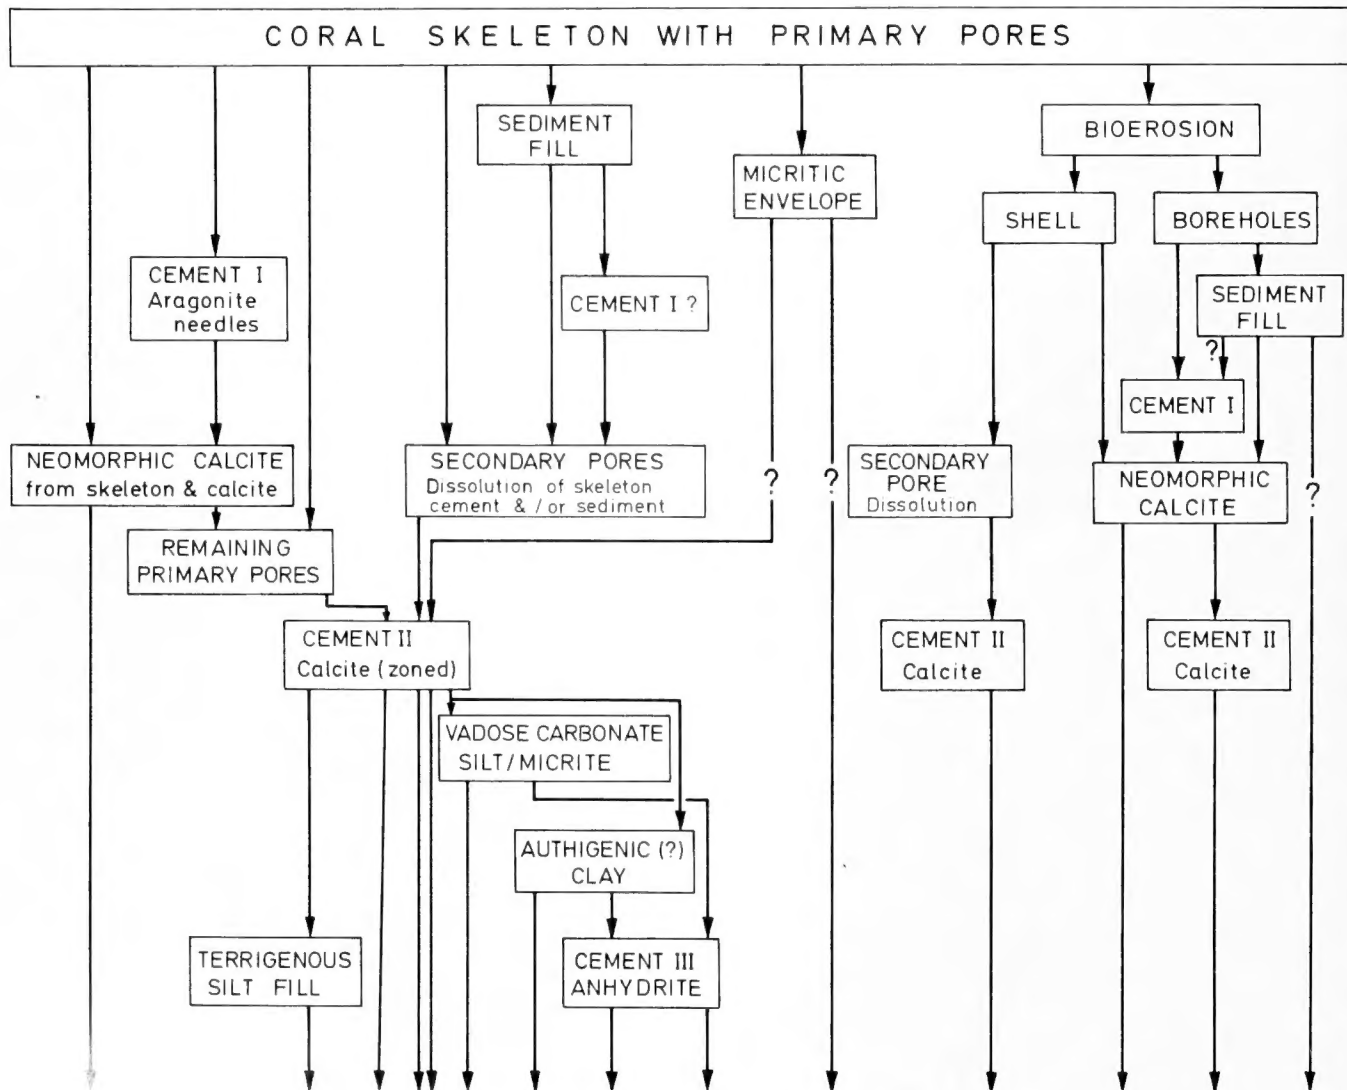 CORAL SKELETON WITH PRIMARY PORES
SEDIMENT
FILL
BIOEROSION
MICRITIC
ENVELOPE
SHELL
BOREHOLES
CEMENT I
Aragonite
needles
CEMENT I ?
SEDIMENT
FILL
?
CEMENT I
NEOMORPHIC CALCITE
from skeleton & calcite
SECONDARY PORES
Dissolution of skeleton
cement & / or sediment
?
?
SECONDARY
PORE
Dissolution
NEOMORPHIC
CALCITE
?
REMAINING
PRIMARY PORES
CEMENT II
Calcite (zoned)
CEMENT II
Calcite
CEMENT II
Calcite
VADOSE CARBONATE
SILT/MICRITE
AUTHIGENIC (?)
CLAY
TERRIGENOUS
SILT FILL
CEMENT III
ANHYDRITE